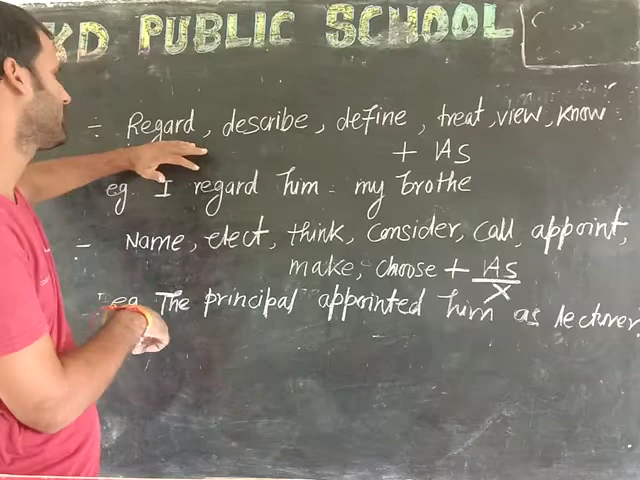 KD PUBLIC SCHOOL
÷ Regard, describe, define, treat, view, know
+ As
eg. I regard him - my brothe
- Name, elect, think, consider, call, appoint,
make, choose + As
X
eg The principal appointed him as lecturer